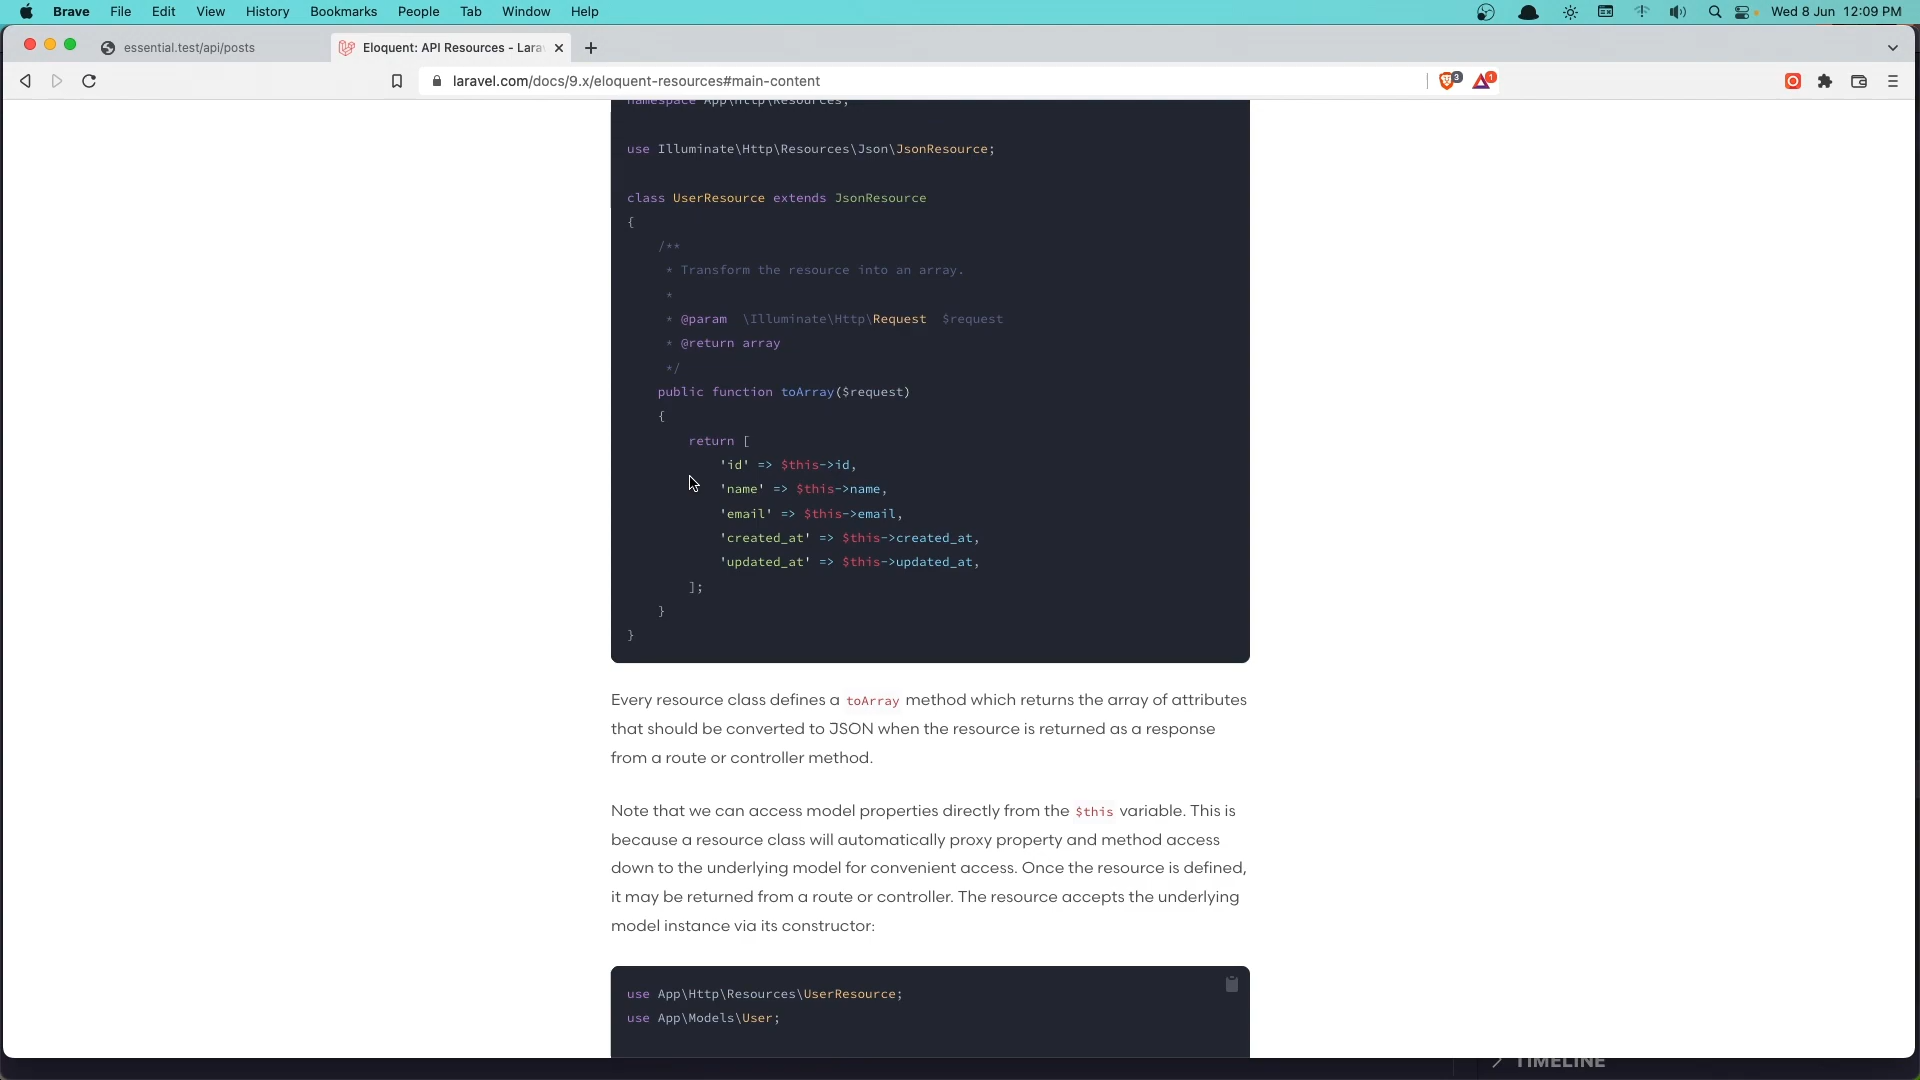 Brave File Edit View History Bookmarks People Tab Window Help Wed 8 Jun 12:09 PM
essential.test/api/posts Eloquent: API Resources - Lara
laravel.com/docs/9.x/eloquent-resources#main-content 3 1
namespace App\Http\Resources;
use Illuminate\Http\Resources\Json\JsonResource;
class UserResource extends JsonResource
{
/**
* Transform the resource into an array.
*
* @param \Illuminate\Http\Request $request
* @return array
*/
public function toArray($request)
{
return [
'id' => $this->id,
'name' => $this->name,
'email' => $this->email,
'created_at' => $this->created_at,
'updated_at' => $this->updated_at,
];
}
}
Every resource class defines a toArray method which returns the array of attributes
that should be converted to JSON when the resource is returned as a response
from a route or controller method.
Note that we can access model properties directly from the $this variable. This is
because a resource class will automatically proxy property and method access
down to the underlying model for convenient access. Once the resource is defined,
it may be returned from a route or controller. The resource accepts the underlying
model instance via its constructor:
use App\Http\Resources\UserResource;
use App\Models\User;
TIMELINE